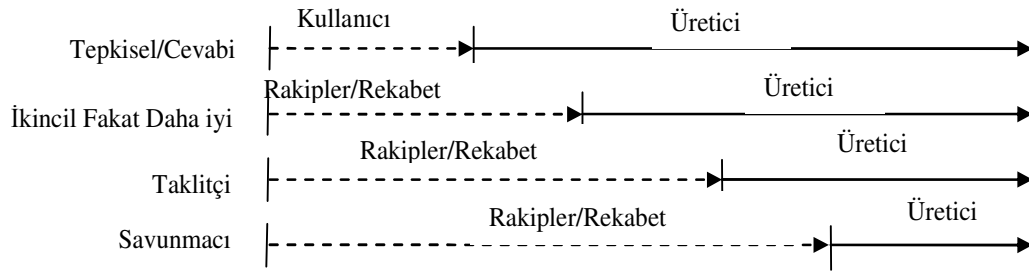 Kullanıcı Üretici
Tepkisel/Cevabi
Rakipler/Rekabet Üretici
İkincil Fakat Daha iyi
Rakipler/Rekabet Üretici
Taklitçi
Rakipler/Rekabet Üretici
Savunmacı